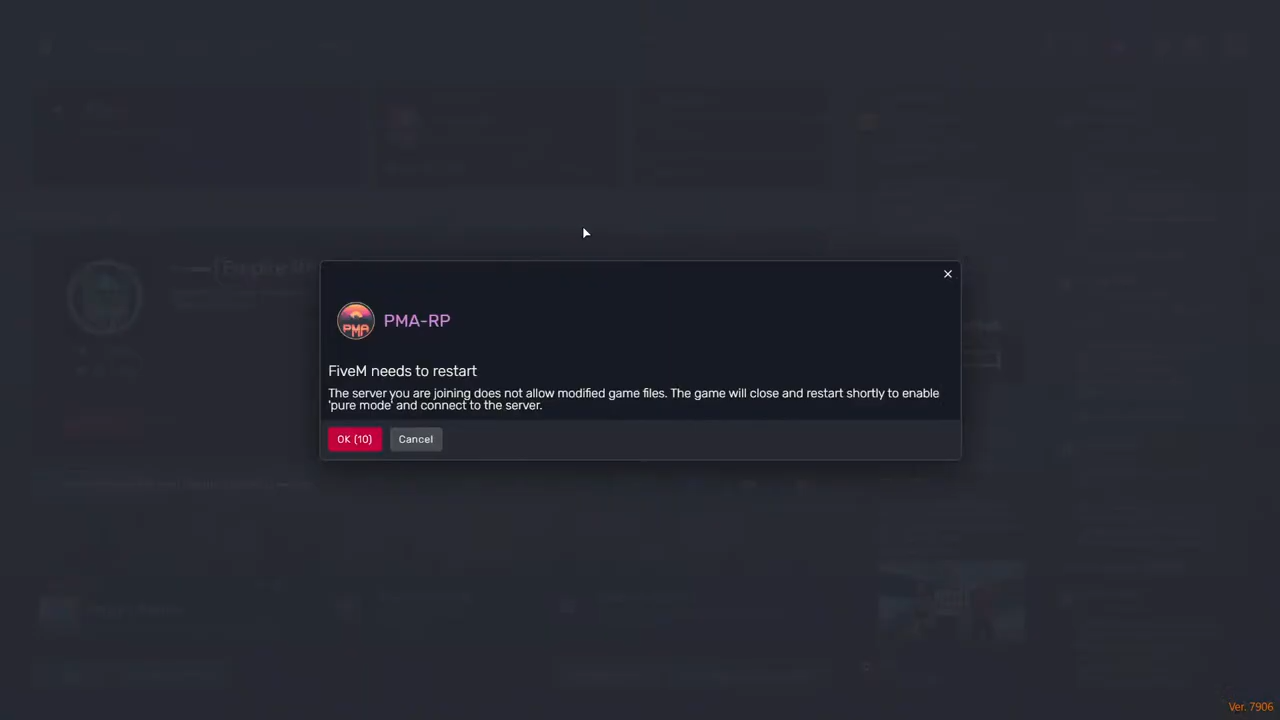 PMA
PMA-RP
FiveM needs to restart
The server you are joining does not allow modified game files. The game will close and restart shortly to enable
'pure mode' and connect to the server.
OK (10)
Cancel
Ver. 7906